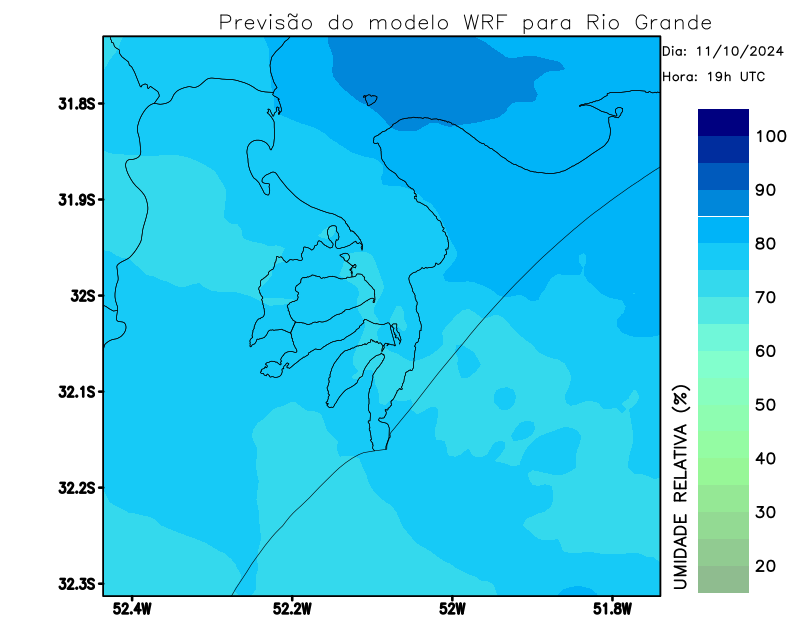 Previsão do modelo WRF para Rio Grande
Dia: 11/10/2024
Hora: 19h UTC
31.8S
31.9S
32S
32.1S
32.2S
32.3S
52.4W
52.2W
52W
51.8W
100
90
80
70
60
50
40
30
20
UMIDADE RELATIVA (%)